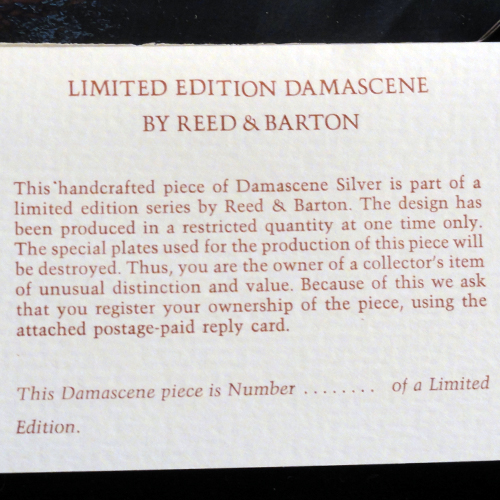 LIMITED EDITION DAMASCENE
BY REED & BARTON
This handcrafted piece of Damascene Silver is part of a
limited edition series by Reed & Barton. The design has
been produced in a restricted quantity at one time only.
The special plates used for the production of this piece will
be destroyed. Thus, you are the owner of a collector's item
of unusual distinction and value. Because of this we ask
that you register your ownership of the piece, using the
attached postage-paid reply card.
This Damascene piece is Number ........ of a Limited
Edition.